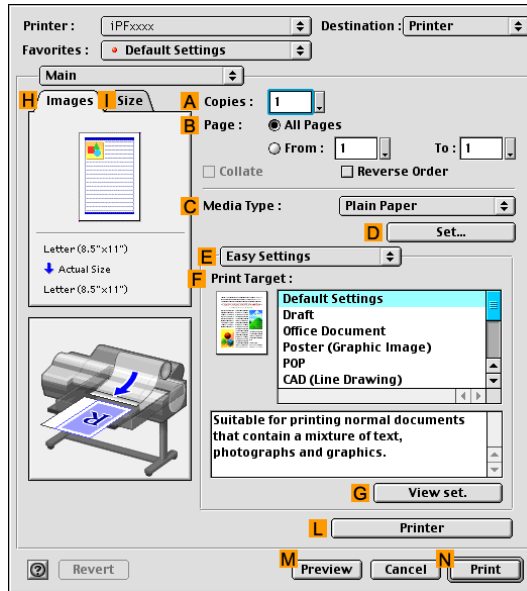 Printer : iPFxxxx Destination : Printer
Favorites : Default Settings
Main
H Images I Size
A Copies : 1
B Page : All Pages
From : 1 To : 1
Collate Reverse Order
C Media Type : Plain Paper
D Set...
Letter (8.5"x11")
Actual Size
Letter (8.5"x11")
E Easy Settings
F Print Target :
Default Settings
Draft
Office Document
Poster (Graphic Image)
POP
CAD (Line Drawing)
Suitable for printing normal documents
that contain a mixture of text,
photographs and graphics.
G View set.
L Printer
? Revert M Preview Cancel N Print